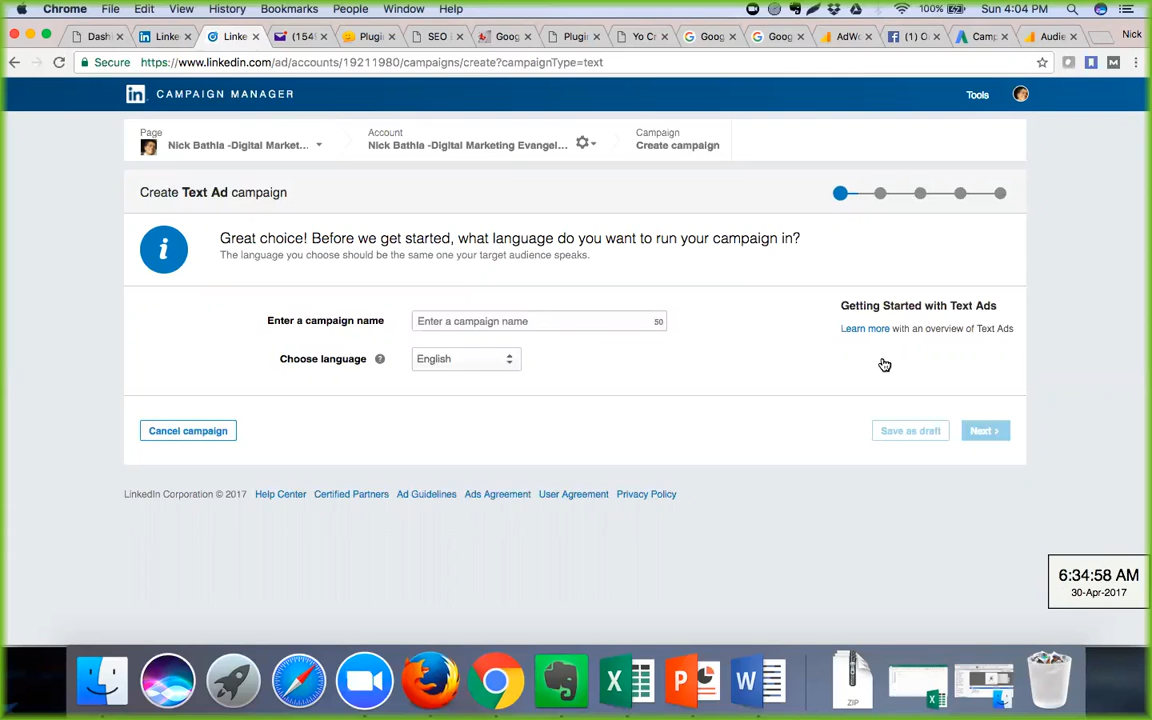 Chrome File Edit View History Bookmarks People Window Help 100% Sun 4:04 PM
Dash Linke Linke (154 Plugi SEO Goog Plugi Yo Cr Goog Goog AdWo (1) O Camp Audie Nick
Secure https://www.linkedin.com/ad/accounts/19211980/campaigns/create?campaignType=text
in CAMPAIGN MANAGER Tools
Page Account Campaign
Nick Bathla -Digital Market... Nick Bathla -Digital Marketing Evangel... Create campaign
Create Text Ad campaign
i
Great choice! Before we get started, what language do you want to run your campaign in?
The language you choose should be the same one your target audience speaks.
Getting Started with Text Ads
Enter a campaign name Enter a campaign name 50
Learn more with an overview of Text Ads
Choose language ? English
Cancel campaign Save as draft Next >
LinkedIn Corporation © 2017 Help Center Certified Partners Ad Guidelines Ads Agreement User Agreement Privacy Policy
6:34:58 AM
30-Apr-2017
X P W ZIP